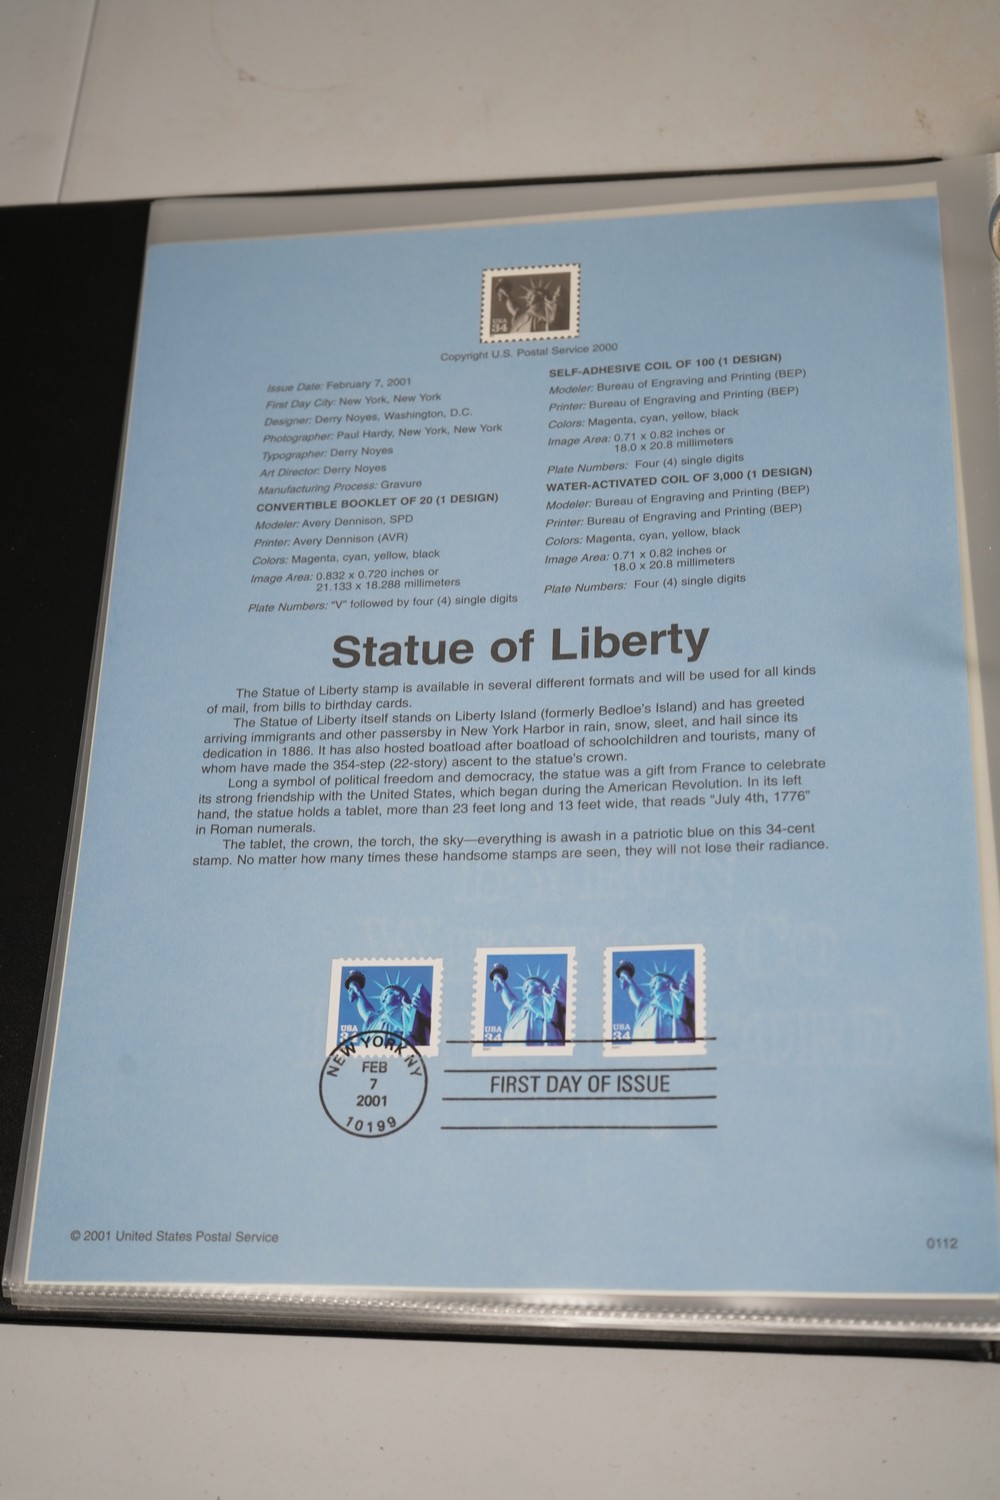 USA
34
Copyright U.S. Postal Service 2000
Issue Date: February 7, 2001
First Day City: New York, New York
Designer: Derry Noyes, Washington, D.C.
Photographer: Paul Hardy, New York, New York
Typographer: Derry Noyes
Art Director: Derry Noyes
Manufacturing Process: Gravure
CONVERTIBLE BOOKLET OF 20 (1 DESIGN)
Modeler: Avery Dennison, SPD
Printer: Avery Dennison (AVR)
Colors: Magenta, cyan, yellow, black
Image Area: 0.832 x 0.720 inches or
21.133 x 18.288 millimeters
Plate Numbers: "V" followed by four (4) single digits
SELF-ADHESIVE COIL OF 100 (1 DESIGN)
Modeler: Bureau of Engraving and Printing (BEP)
Printer: Bureau of Engraving and Printing (BEP)
Colors: Magenta, cyan, yellow, black
Image Area: 0.71 x 0.82 inches or
18.0 x 20.8 millimeters
Plate Numbers: Four (4) single digits
WATER-ACTIVATED COIL OF 3,000 (1 DESIGN)
Modeler: Bureau of Engraving and Printing (BEP)
Printer: Bureau of Engraving and Printing (BEP)
Colors: Magenta, cyan, yellow, black
Image Area: 0.71 x 0.82 inches or
18.0 x 20.8 millimeters
Plate Numbers: Four (4) single digits
Statue of Liberty
The Statue of Liberty stamp is available in several different formats and will be used for all kinds
of mail, from bills to birthday cards.
The Statue of Liberty itself stands on Liberty Island (formerly Bedloe's Island) and has greeted
arriving immigrants and other passersby in New York Harbor in rain, snow, sleet, and hail since its
dedication in 1886. It has also hosted boatload after boatload of schoolchildren and tourists, many of
whom have made the 354-step (22-story) ascent to the statue's crown.
Long a symbol of political freedom and democracy, the statue was a gift from France to celebrate
its strong friendship with the United States, which began during the American Revolution. In its left
hand, the statue holds a tablet, more than 23 feet long and 13 feet wide, that reads "July 4th, 1776"
in Roman numerals.
The tablet, the crown, the torch, the sky—everything is awash in a patriotic blue on this 34-cent
stamp. No matter how many times these handsome stamps are seen, they will not lose their radiance.
USA
34
USA
34
USA
34
NEW YORK NY
FEB
7
2001
10199
FIRST DAY OF ISSUE
© 2001 United States Postal Service
0112